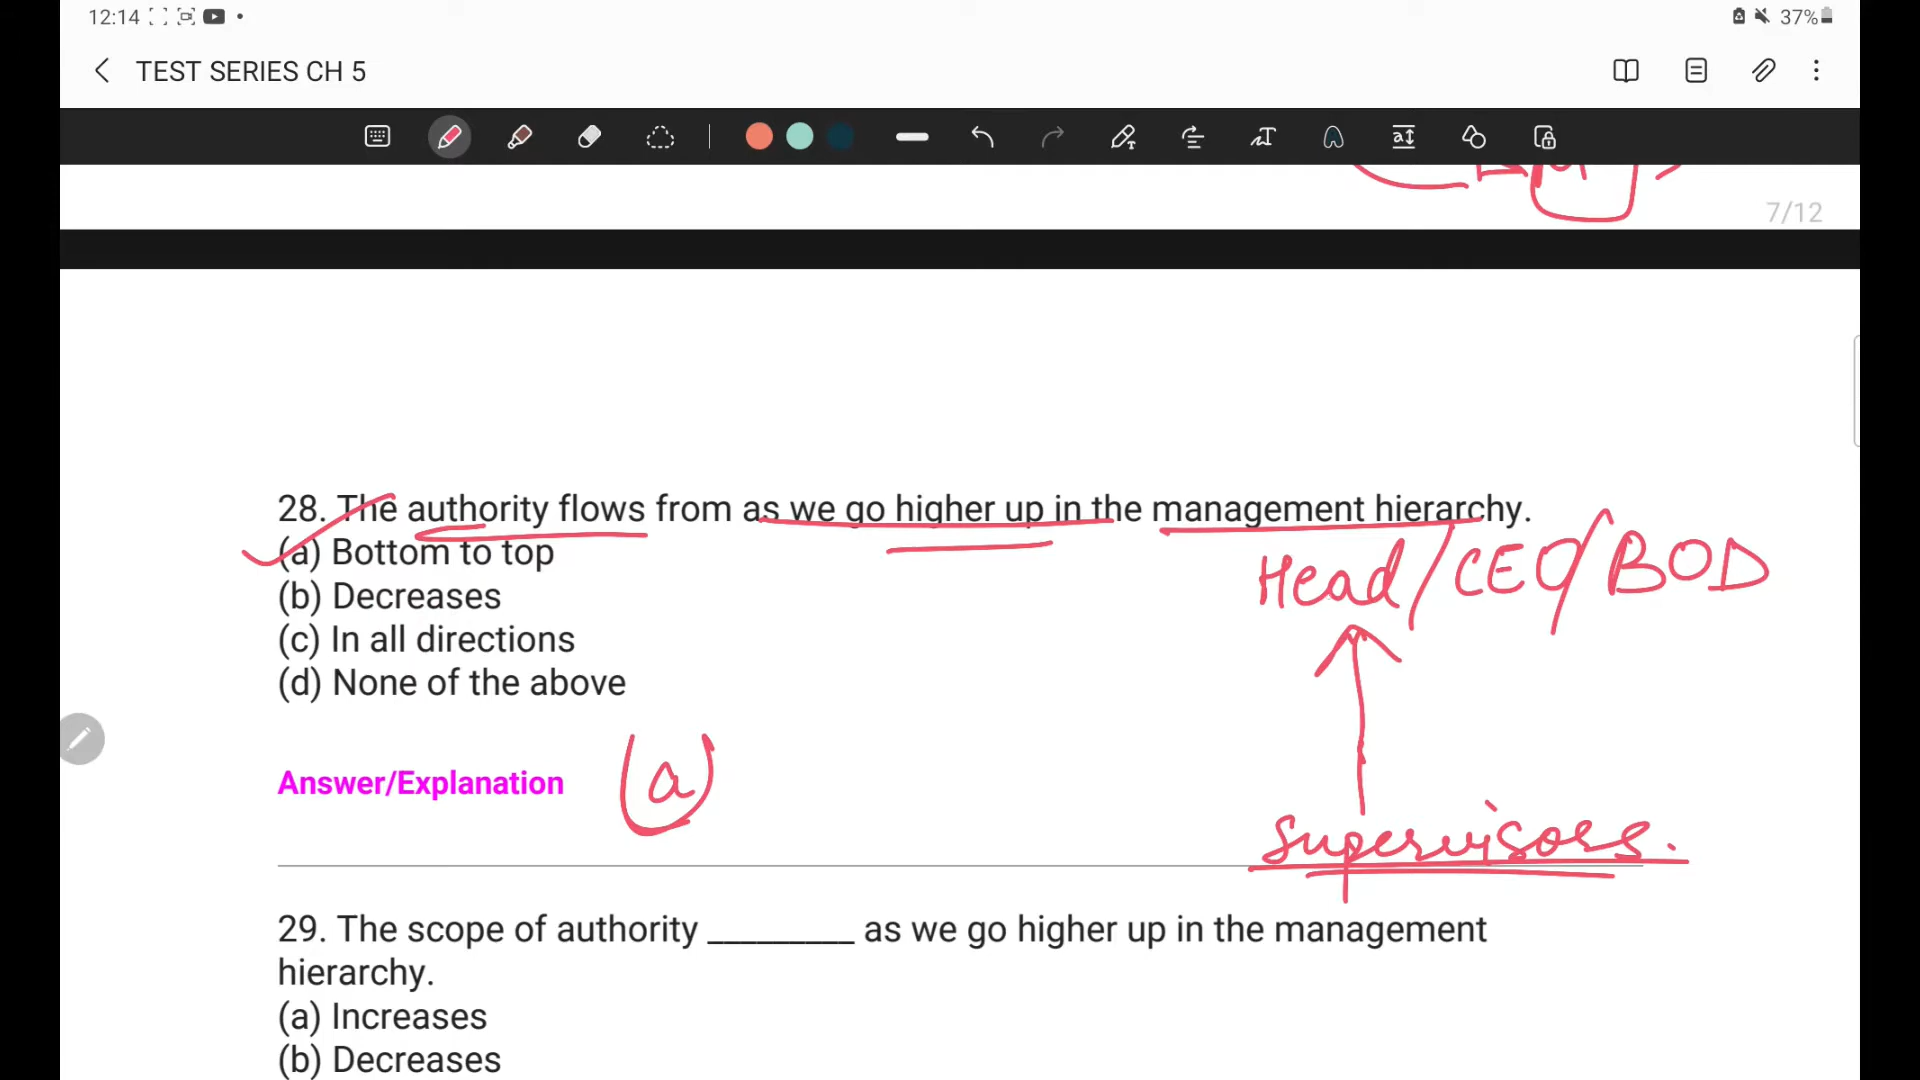 12:14
37%
TEST SERIES CH 5
7/12
28. The authority flows from as we go higher up in the management hierarchy.
(a) Bottom to top
(b) Decreases
(c) In all directions
(d) None of the above
Head/CEO/BOD
Answer/Explanation
(a)
Supervisors.
29. The scope of authority _________ as we go higher up in the management
hierarchy.
(a) Increases
(b) Decreases